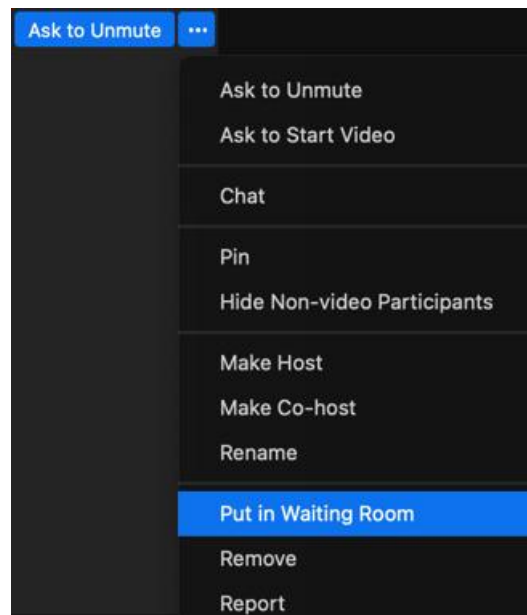 Ask to Unmute ...
Ask to Unmute
Ask to Start Video
Chat
Pin
Hide Non-video Participants
Make Host
Make Co-host
Rename
Put in Waiting Room
Remove
Report